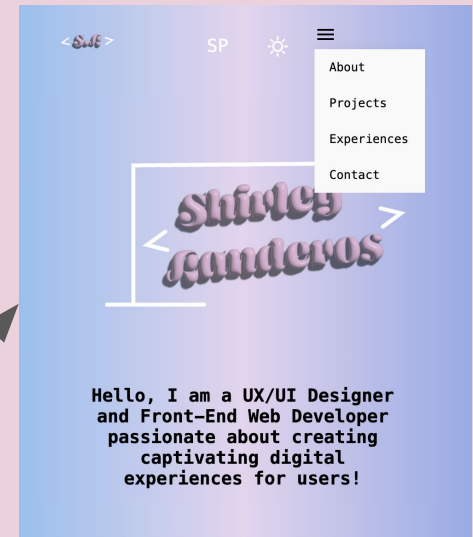 SP
About
Projects
Experiences
Contact
Shirley
Landeros
Hello, I am a UX/UI Designer
and Front-End Web Developer
passionate about creating
captivating digital
experiences for users!